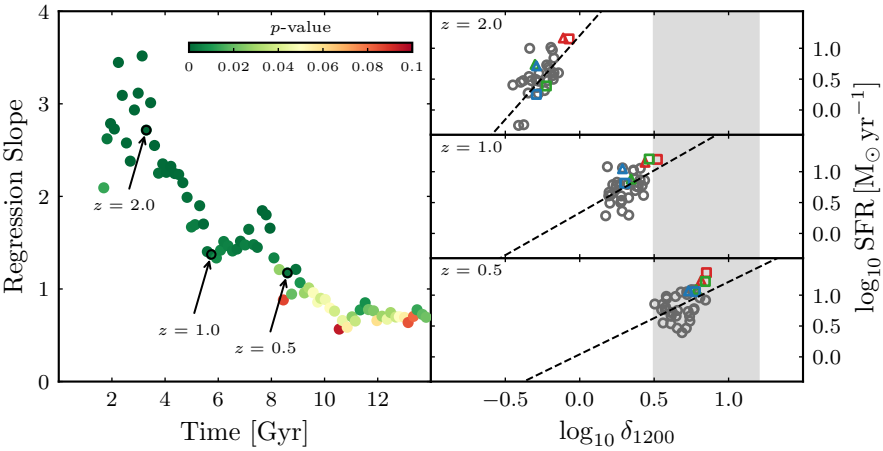 p-value
0 0.02 0.04 0.06 0.08 0.1
4
3
2
1
0
Regression Slope
z = 2.0
z = 1.0
z = 0.5
2 4 6 8 10 12
Time [Gyr]
z = 2.0
1.0
0.5
0.0
z = 1.0
1.0
0.5
0.0
z = 0.5
1.0
0.5
0.0
log₁₀ SFR [M⊙ yr⁻¹]
−0.5 0.0 0.5 1.0
log₁₀ δ₁₂₀₀